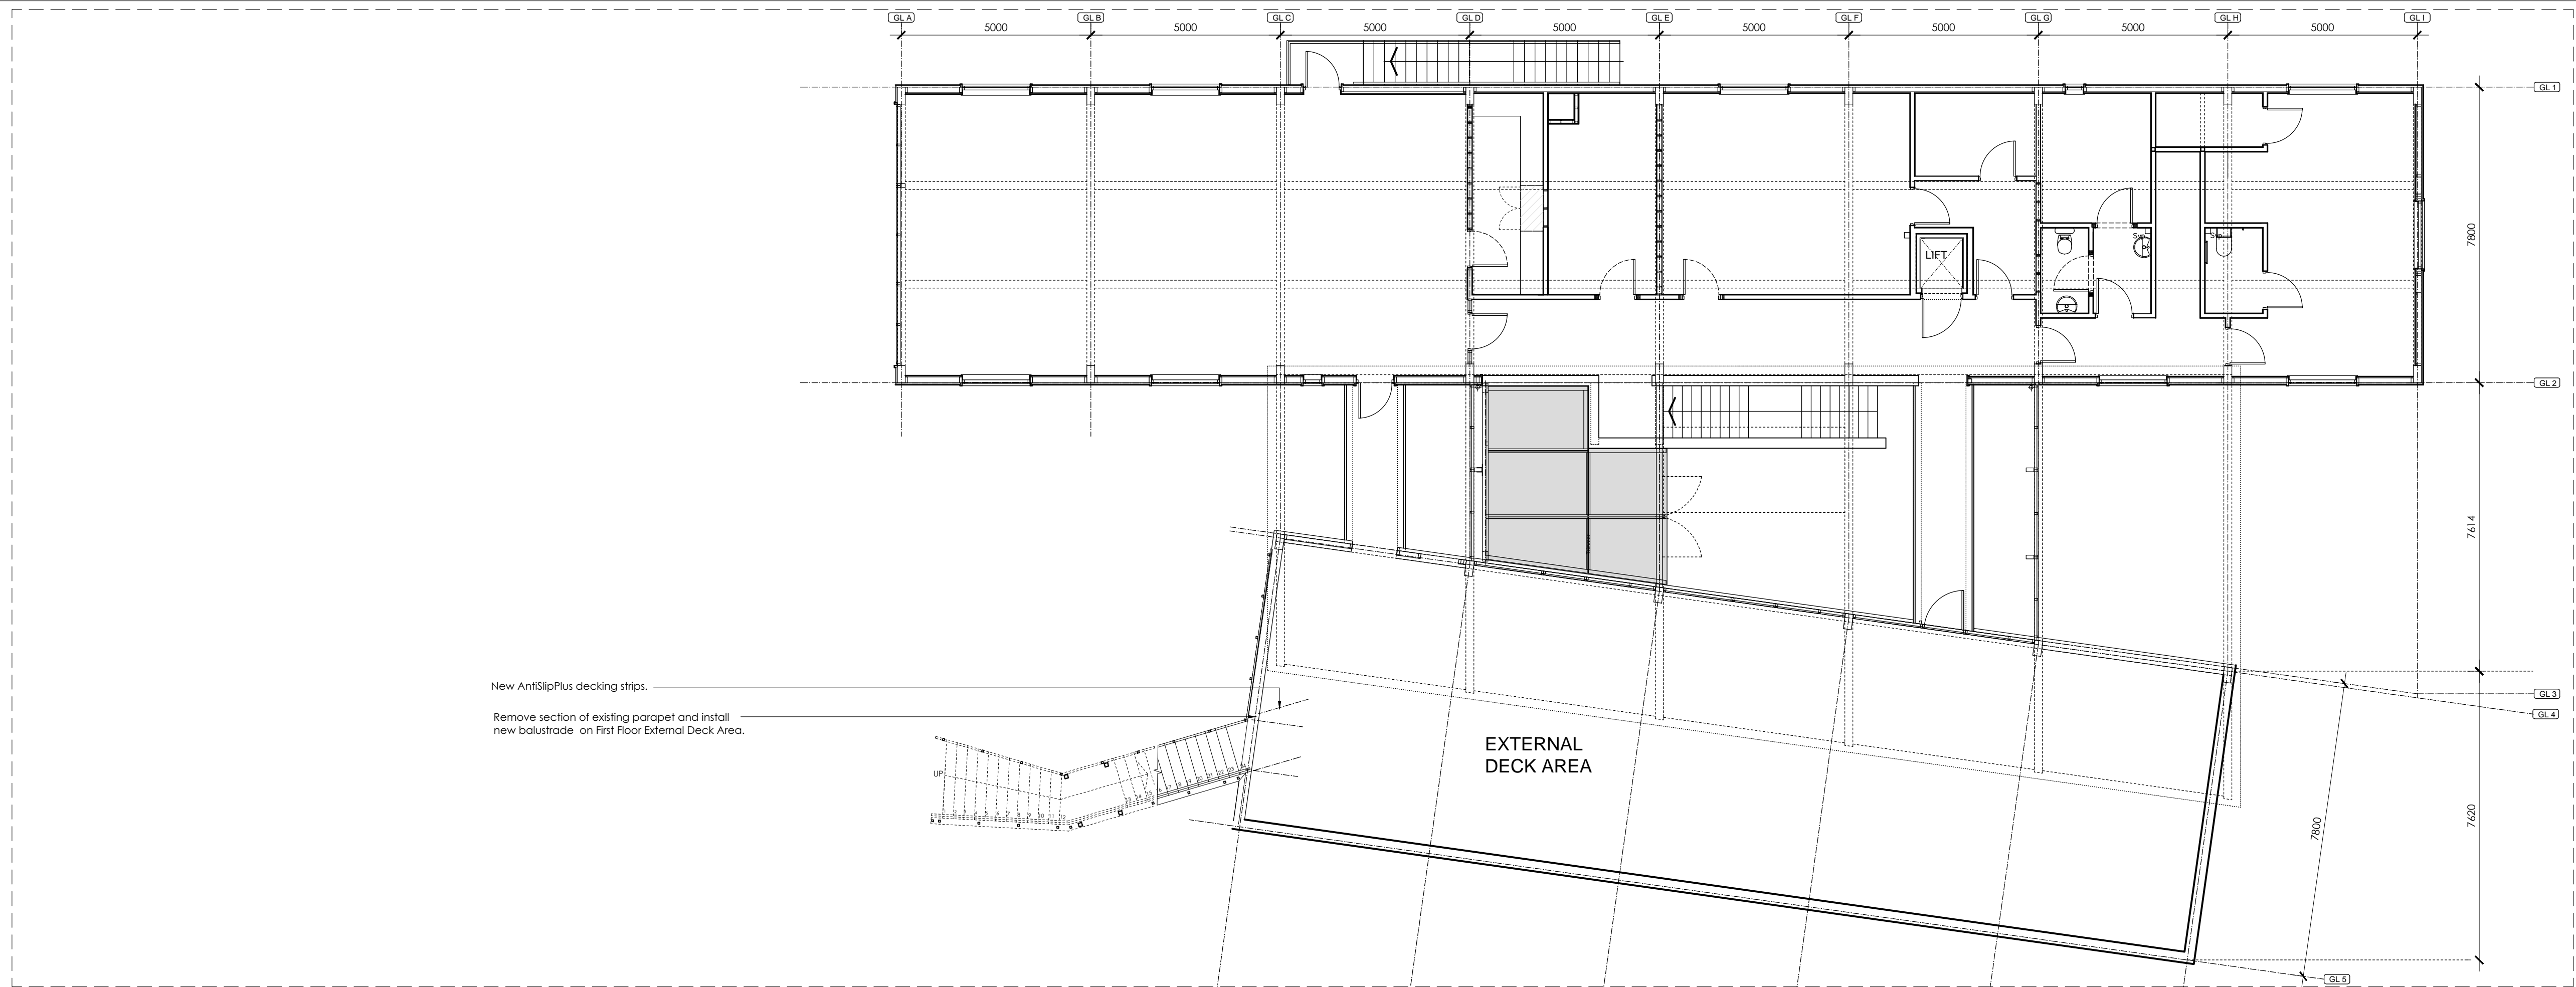 GL A
GL B
GL C
GL D
GL E
GL F
GL G
GL H
GL I
5000
5000
5000
5000
5000
5000
5000
5000
GL 1
7800
LIFT
Svp
Svp
GL 2
7614
New AntiSlipPlus decking strips.
GL 3
Remove section of existing parapet and install
new balustrade on First Floor External Deck Area.
GL 4
EXTERNAL
DECK AREA
UP
7620
7800
GL 5